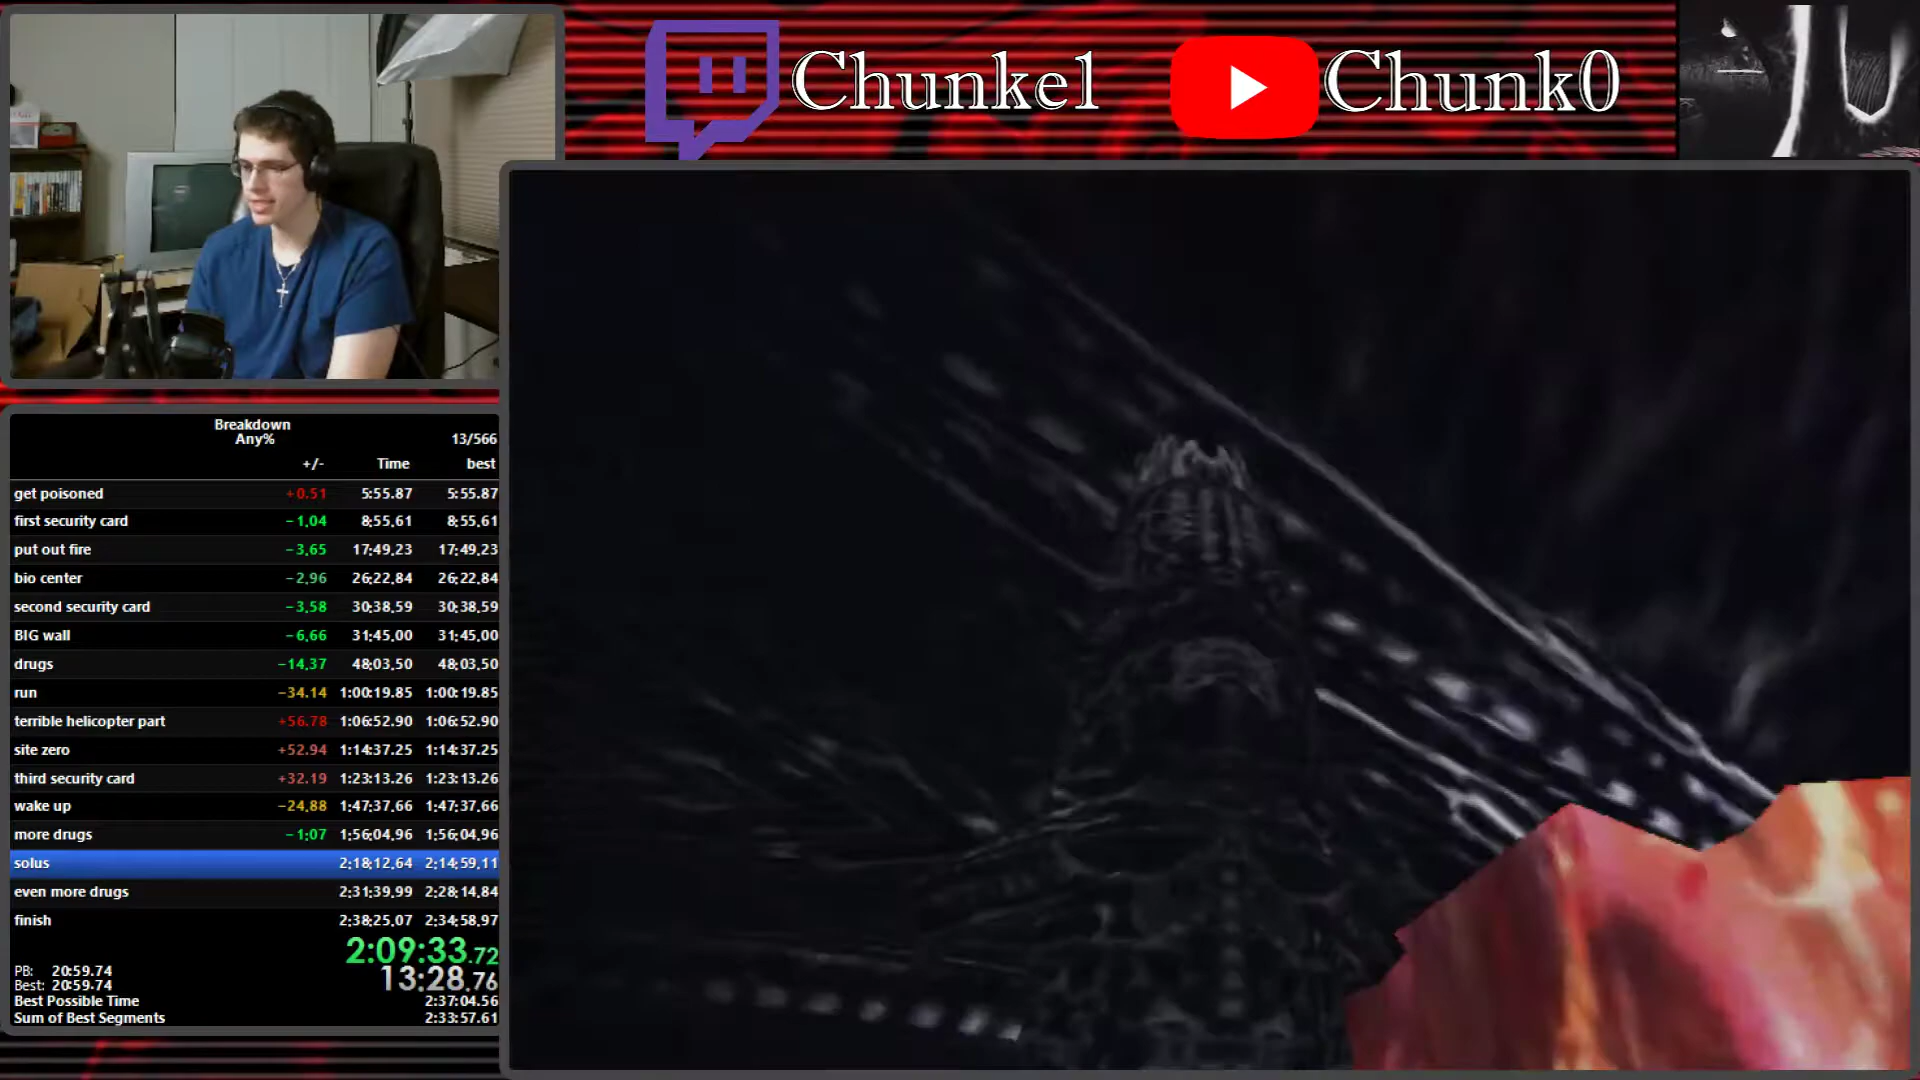 Chunke1
Chunk0
Breakdown
Any% 13/566
+/- Time best
get poisoned +0.51 5:55.87 5:55.87
first security card -1.04 8:55.61 8:55.61
put out fire -3.65 17:49.23 17:49.23
bio center -2.96 26:22.84 26:22.84
second security card -3.58 30:38.59 30:38.59
BIG wall -6.66 31:45.00 31:45.00
drugs -14.37 48:03.50 48:03.50
run -34.14 1:00:19.85 1:00:19.85
terrible helicopter part +56.78 1:06:52.90 1:06:52.90
site zero +52.94 1:14:37.25 1:14:37.25
third security card +32.19 1:23:13.26 1:23:13.26
wake up -24.88 1:47:37.66 1:47:37.66
more drugs -1:07 1:56:04.96 1:56:04.96
solus 2:18:12.64 2:14:59.11
even more drugs 2:31:39.99 2:28:14.84
finish 2:38:25.07 2:34:58.97
2:09:33.72
PB: 20:59.74 13:28.76
Best: 20:59.74
Best Possible Time 2:37:04.56
Sum of Best Segments 2:33:57.61